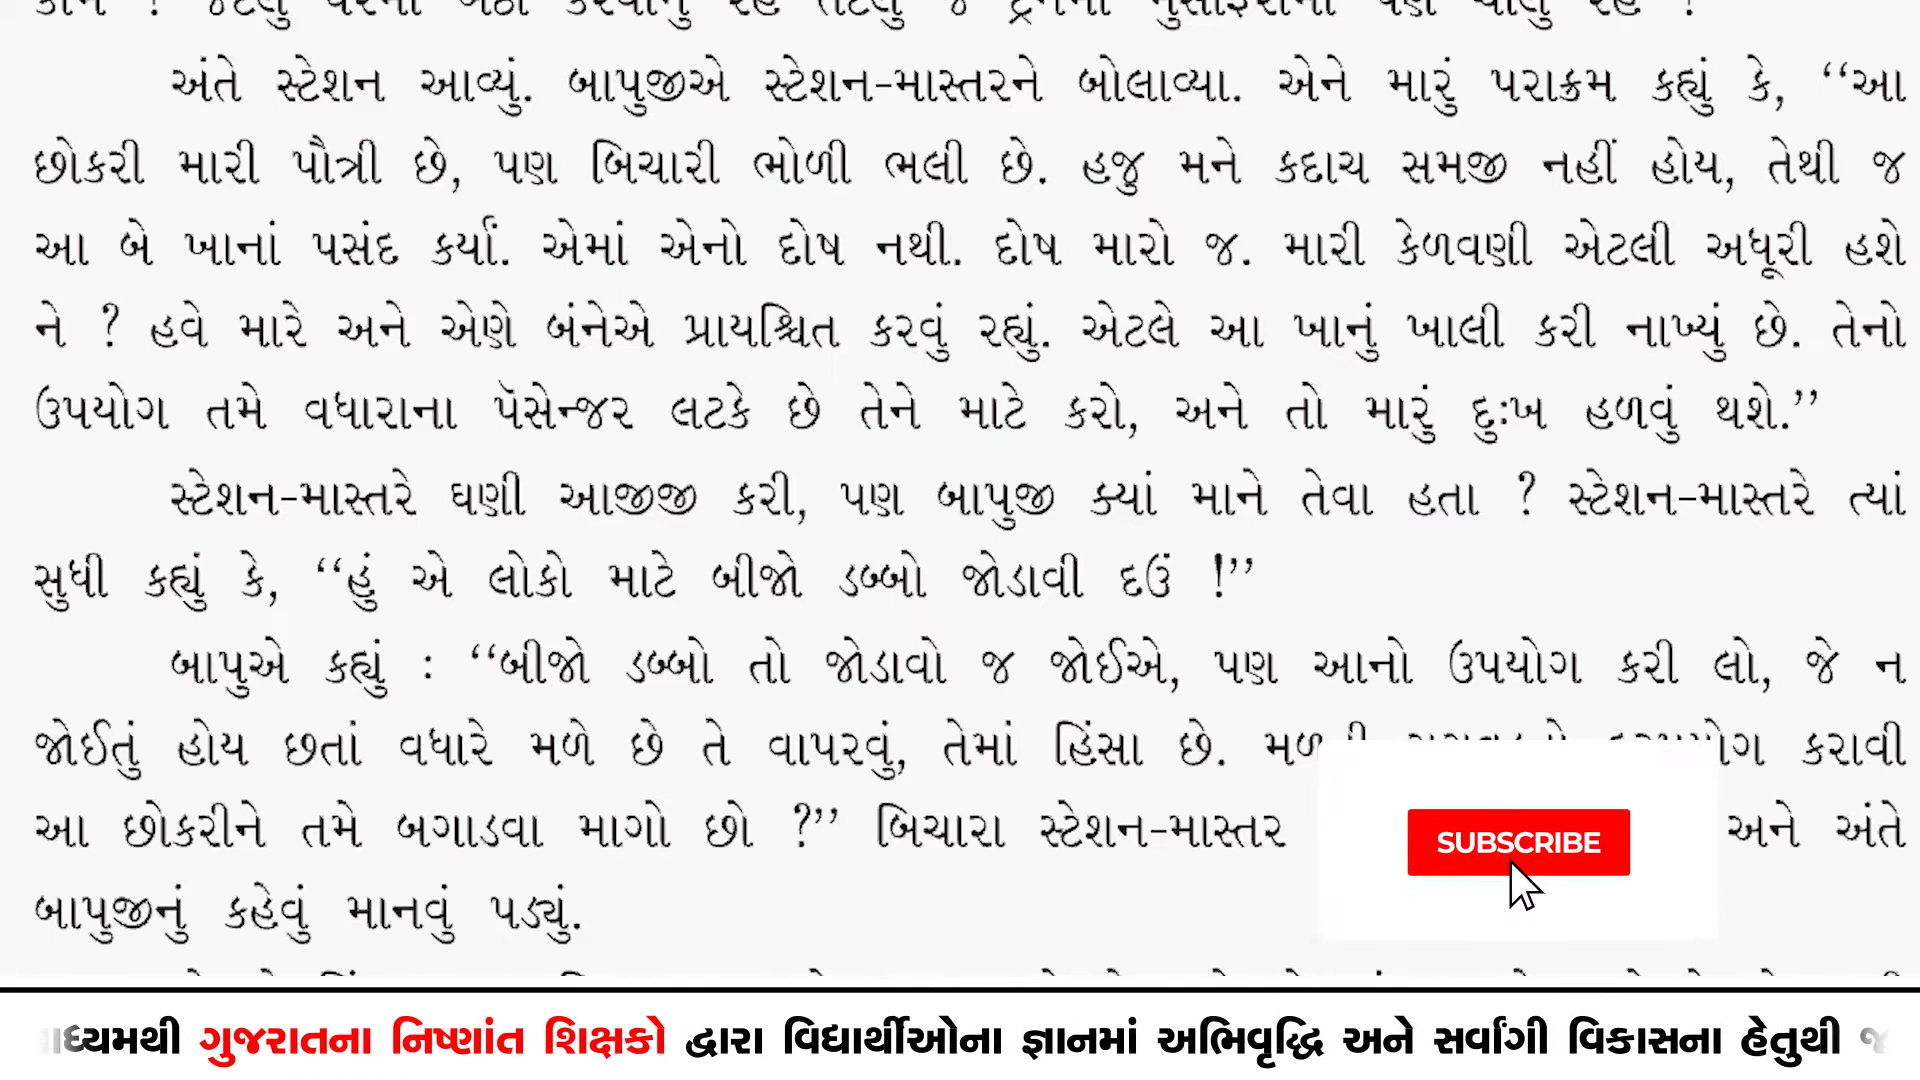 અંતે સ્ટેશન આવ્યું. બાપુજીએ સ્ટેશન-માસ્તરને બોલાવ્યા. એને મારું પરાક્રમ કહ્યું કે, ‘‘આ
છોકરી મારી પૌત્રી છે, પણ બિચારી ભોળી ભલી છે. હજુ મને કદાચ સમજી નહીં હોય, તેથી જ
આ બે ખાનાં પસંદ કર્યાં. એમાં એનો દોષ નથી. દોષ મારો જ. મારી કેળવણી એટલી અધૂરી હશે
ને ? હવે મારે અને એણે બંનેએ પ્રાયશ્ચિત કરવું રહ્યું. એટલે આ ખાનું ખાલી કરી નાખ્યું છે. તેનો
ઉપયોગ તમે વધારાના પૅસેન્જર લટકે છે તેને માટે કરો, અને તો મારું દુઃખ હળવું થશે.’’
સ્ટેશન-માસ્તરે ઘણી આજીજી કરી, પણ બાપુજી ક્યાં માને તેવા હતા ? સ્ટેશન-માસ્તરે ત્યાં
સુધી કહ્યું કે, ‘‘હું એ લોકો માટે બીજો ડબ્બો જોડાવી દઉં !’’
બાપુએ કહ્યું : ‘‘બીજો ડબ્બો તો જોડાવો જ જોઈએ, પણ આનો ઉપયોગ કરી લો, જે ન
જોઈતું હોય છતાં વધારે મળે છે તે વાપરવું, તેમાં હિંસા છે. કરાવી
આ છોકરીને તમે બગાડવા માગો છો ?’’ બિચારા સ્ટેશન-માસ્તર અને અંતે
SUBSCRIBE
બાપુજીનું કહેવું માનવું પડ્યું.
ગુજરાતના નિષ્ણાંત શિક્ષકો દ્વારા વિદ્યાર્થીઓના જ્ઞાનમાં અભિવૃદ્ધિ અને સર્વાંગી વિકાસના હેતુથી